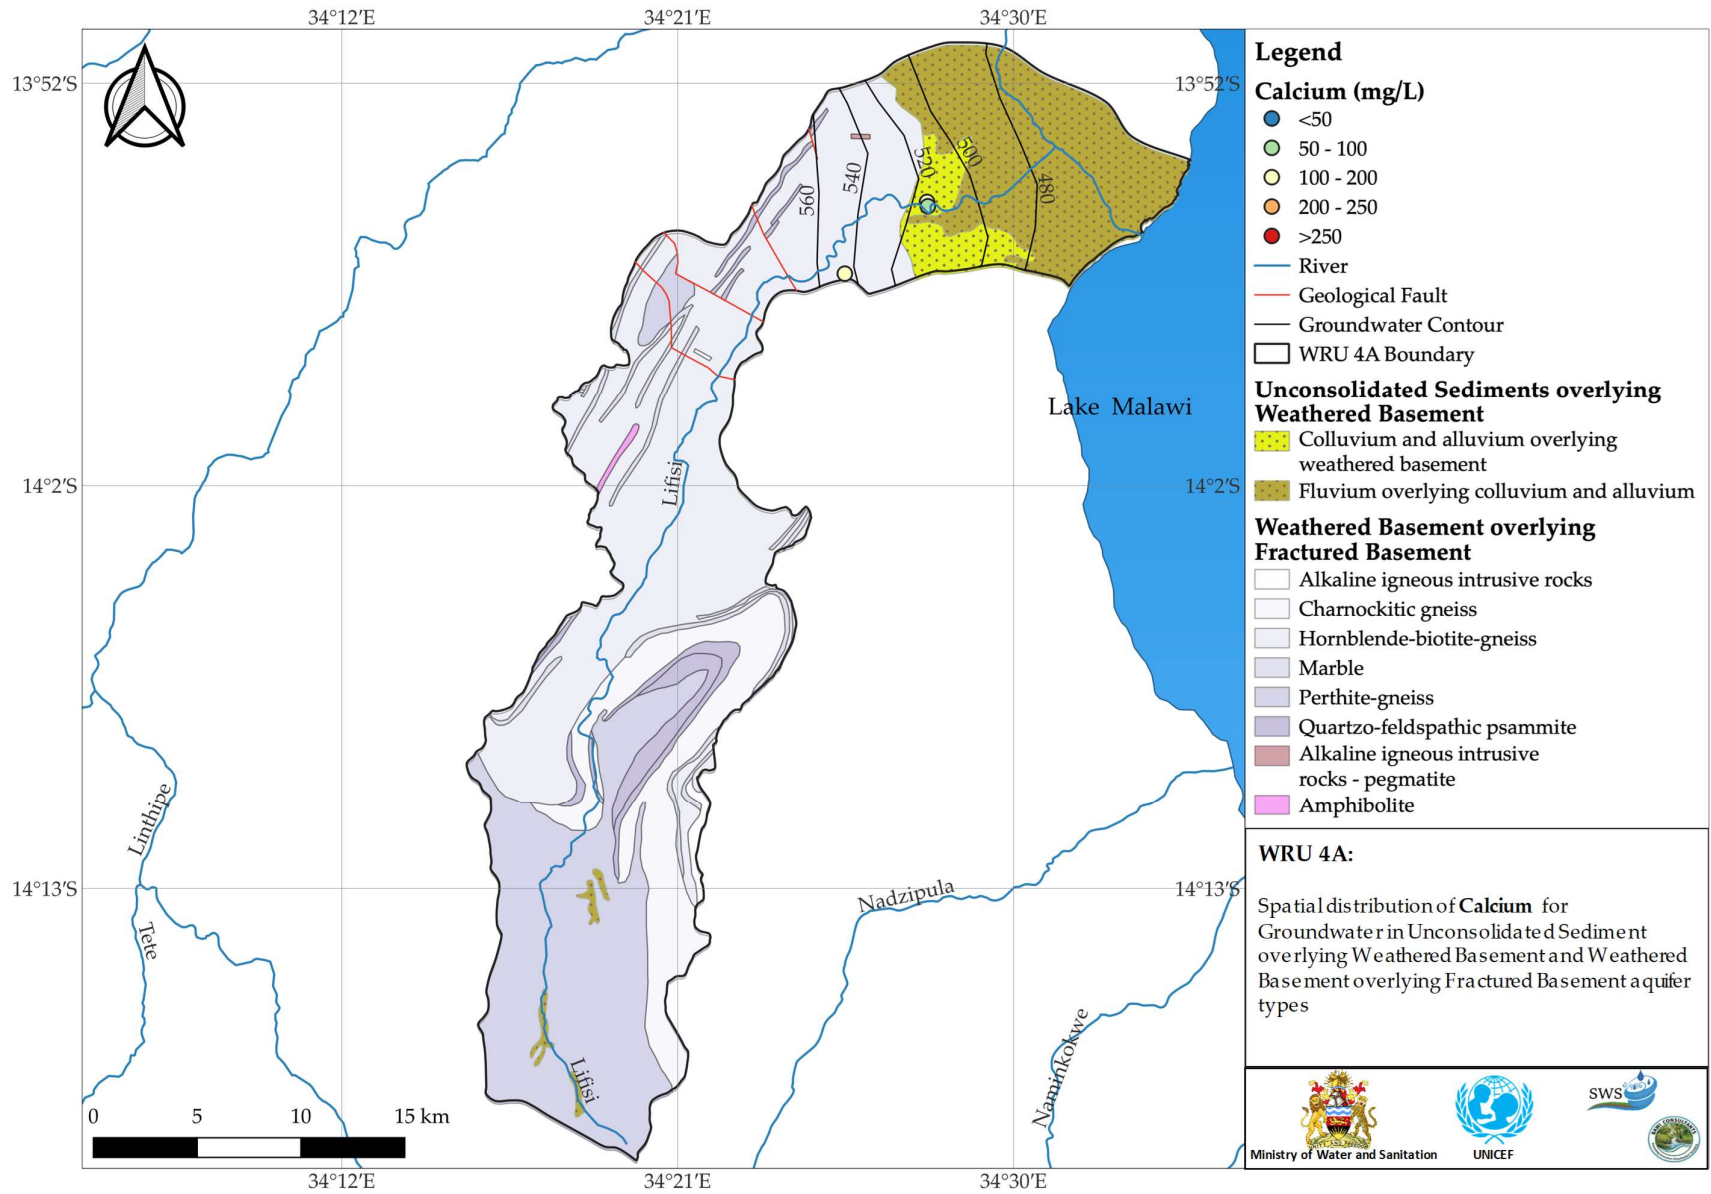 34°12′E
34°21′E
34°30′E
13°52′S
13°52′S
560
540
520
500
480
Lake Malawi
14°2′S
14°2′S
Lifisi
Linthipe
14°13′S
14°13′S
Nadzipula
Tete
Naminkokwe
Lifisi
0 5 10 15 km
34°12′E
34°21′E
34°30′E
Legend
Calcium (mg/L)
<50
50 - 100
100 - 200
200 - 250
>250
River
Geological Fault
Groundwater Contour
WRU 4A Boundary
Unconsolidated Sediments overlying
Weathered Basement
Colluvium and alluvium overlying
weathered basement
Fluvium overlying colluvium and alluvium
Weathered Basement overlying
Fractured Basement
Alkaline igneous intrusive rocks
Charnockitic gneiss
Hornblende-biotite-gneiss
Marble
Perthite-gneiss
Quartzo-feldspathic psammite
Alkaline igneous intrusive
rocks - pegmatite
Amphibolite
WRU 4A:
Spatial distribution of Calcium for
Groundwater in Unconsolidated Sediment
overlying Weathered Basement and Weathered
Basement overlying Fractured Basement aquifer
types
Ministry of Water and Sanitation
UNICEF
SWS